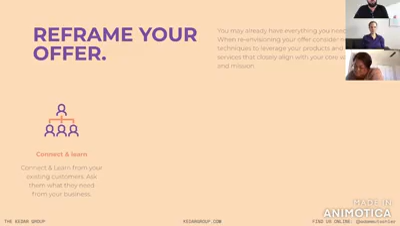 REFRAME YOUR
OFFER.
You may already have everything you need
When re-envisioning your offer consider
techniques to leverage your products and
services that closely align with your core
and mission.
Connect & learn
Connect & Learn from your
existing customers. Ask
them what they need
from your business.
MADE IN
ANIMOTICA
THE KEDAR GROUP
KEDARGROUP.COM
FIND US ONLINE: